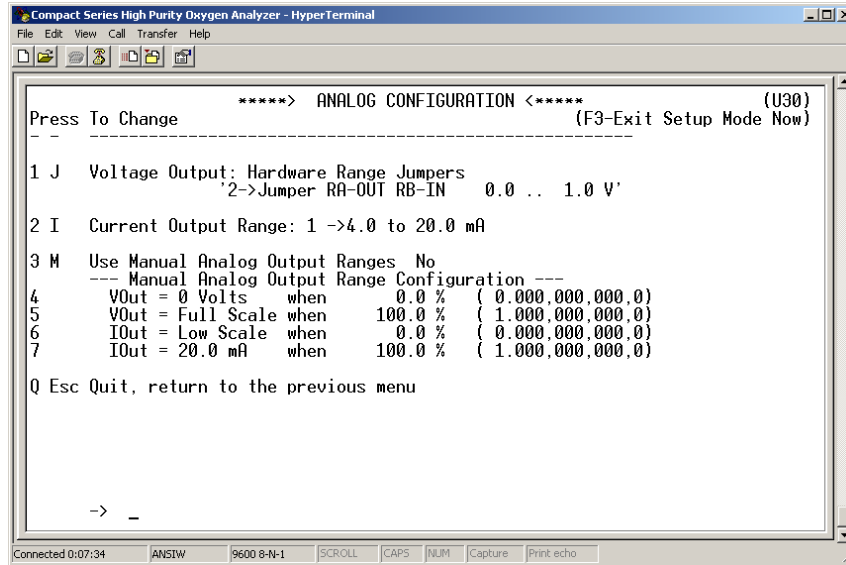 Compact Series High Purity Oxygen Analyzer - HyperTerminal
File Edit View Call Transfer Help
*****> ANALOG CONFIGURATION <***** (U30)
Press To Change (F3-Exit Setup Mode Now)
- - -------------------------------------------------------
1 J Voltage Output: Hardware Range Jumpers
'2->Jumper RA-OUT RB-IN 0.0 .. 1.0 V'
2 I Current Output Range: 1 ->4.0 to 20.0 mA
3 M Use Manual Analog Output Ranges No
--- Manual Analog Output Range Configuration ---
4 VOut = 0 Volts when 0.0 % ( 0.000,000,000,0)
5 VOut = Full Scale when 100.0 % ( 1.000,000,000,0)
6 IOut = Low Scale when 0.0 % ( 0.000,000,000,0)
7 IOut = 20.0 mA when 100.0 % ( 1.000,000,000,0)
Q Esc Quit, return to the previous menu
-> _
Connected 0:07:34 ANSIW 9600 8-N-1 SCROLL CAPS NUM Capture Print echo